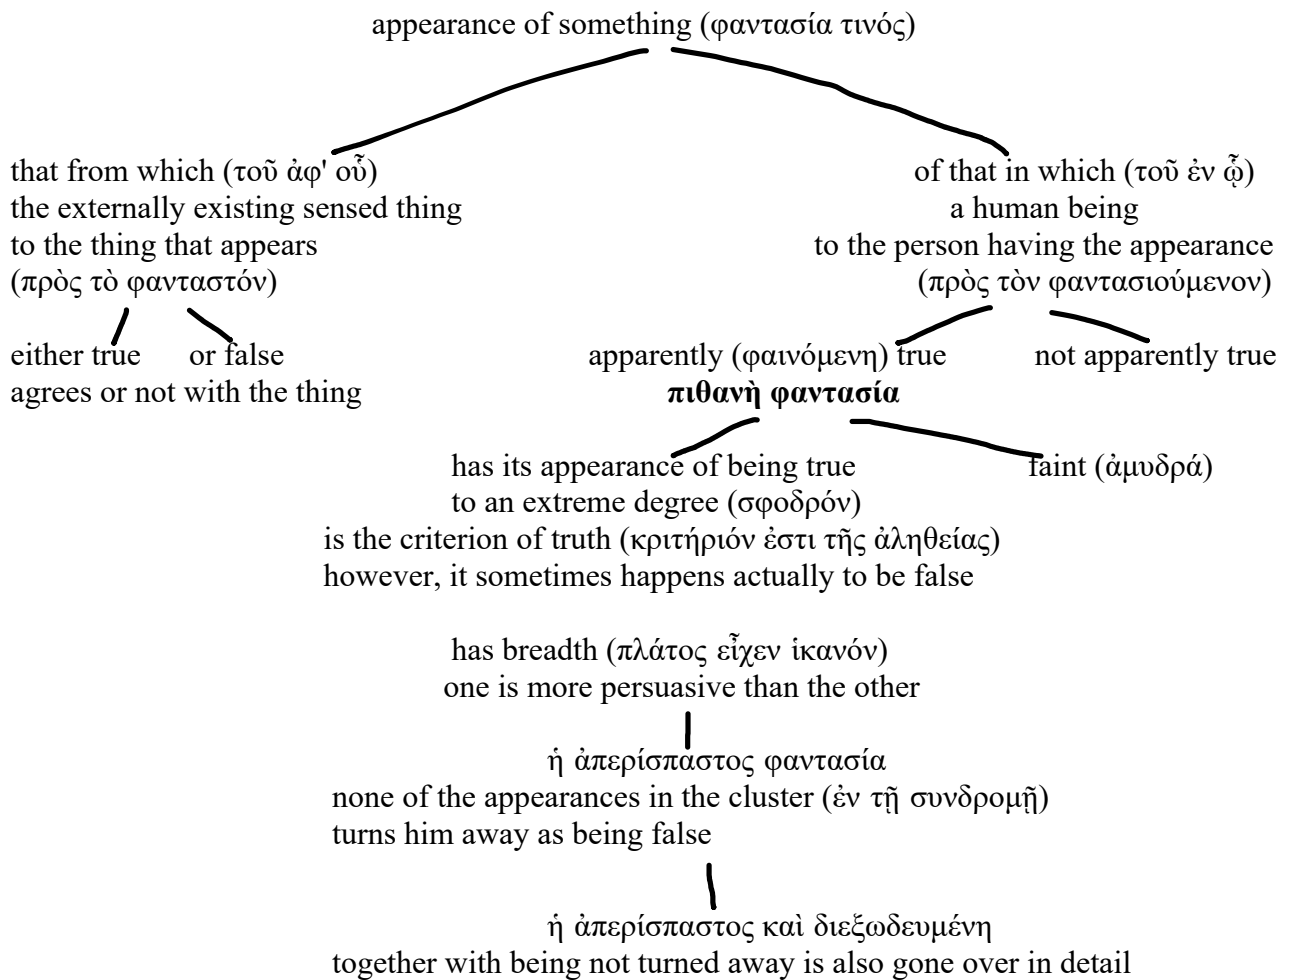 appearance of something (φαντασία τινός)
that from which (τοῦ ἀφ' οὗ)
the externally existing sensed thing
to the thing that appears
(πρὸς τὸ φανταστόν)
of that in which (τοῦ ἐν ᾧ)
a human being
to the person having the appearance
(πρὸς τὸν φαντασιούμενον)
either true or false
agrees or not with the thing
apparently (φαινόμενη) true
πιθανὴ φαντασία
not apparently true
has its appearance of being true
to an extreme degree (σφοδρόν)
is the criterion of truth (κριτήριόν ἐστι τῆς ἀληθείας)
however, it sometimes happens actually to be false
faint (ἀμυδρά)
has breadth (πλάτος εἶχεν ἱκανόν)
one is more persuasive than the other
ἡ ἀπερίσπαστος φαντασία
none of the appearances in the cluster (ἐν τῇ συνδρομῇ)
turns him away as being false
ἡ ἀπερίσπαστος καὶ διεξωδευμένη
together with being not turned away is also gone over in detail